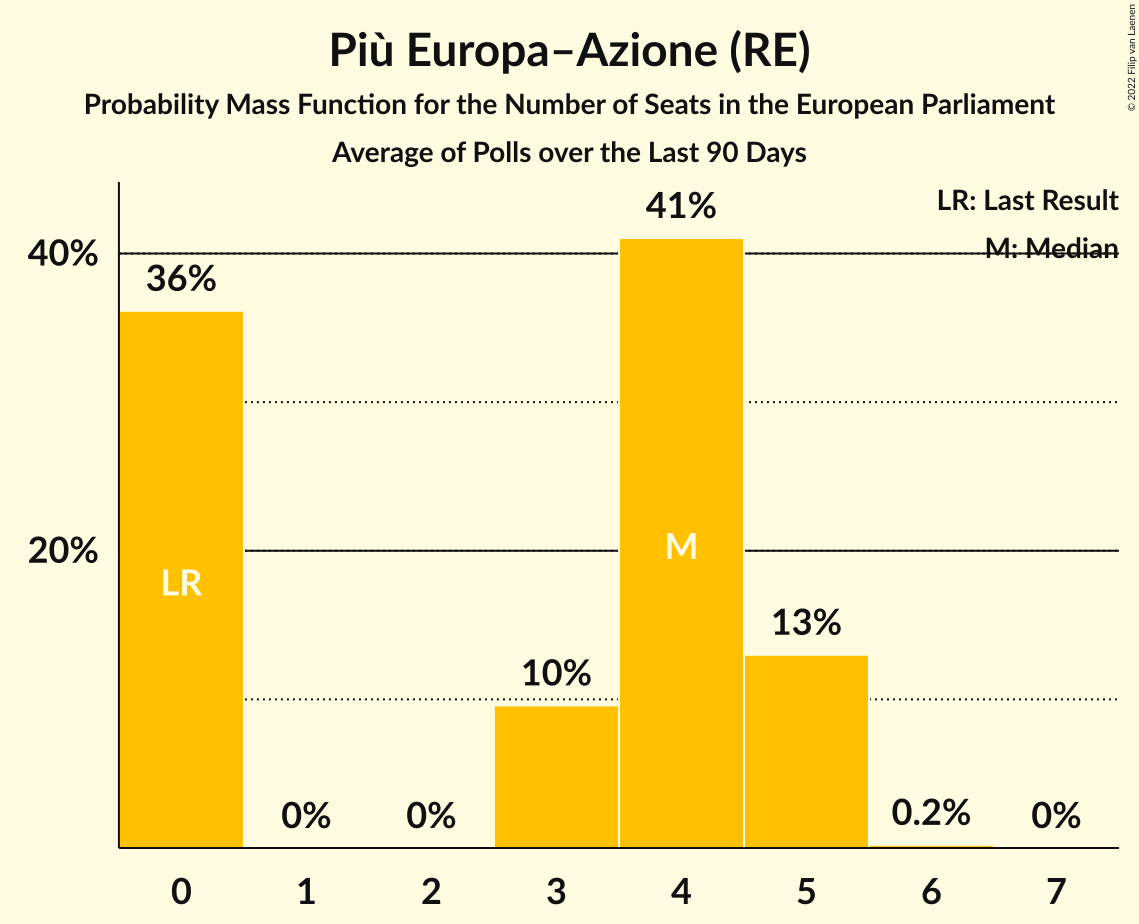 Più Europa–Azione (RE)
Probability Mass Function for the Number of Seats in the European Parliament
Average of Polls over the Last 90 Days
© 2022 Filip van Laenen
LR: Last Result
M: Median
40%
20%
36%
0%
0%
10%
41%
13%
0.2%
0%
LR
M
0 1 2 3 4 5 6 7